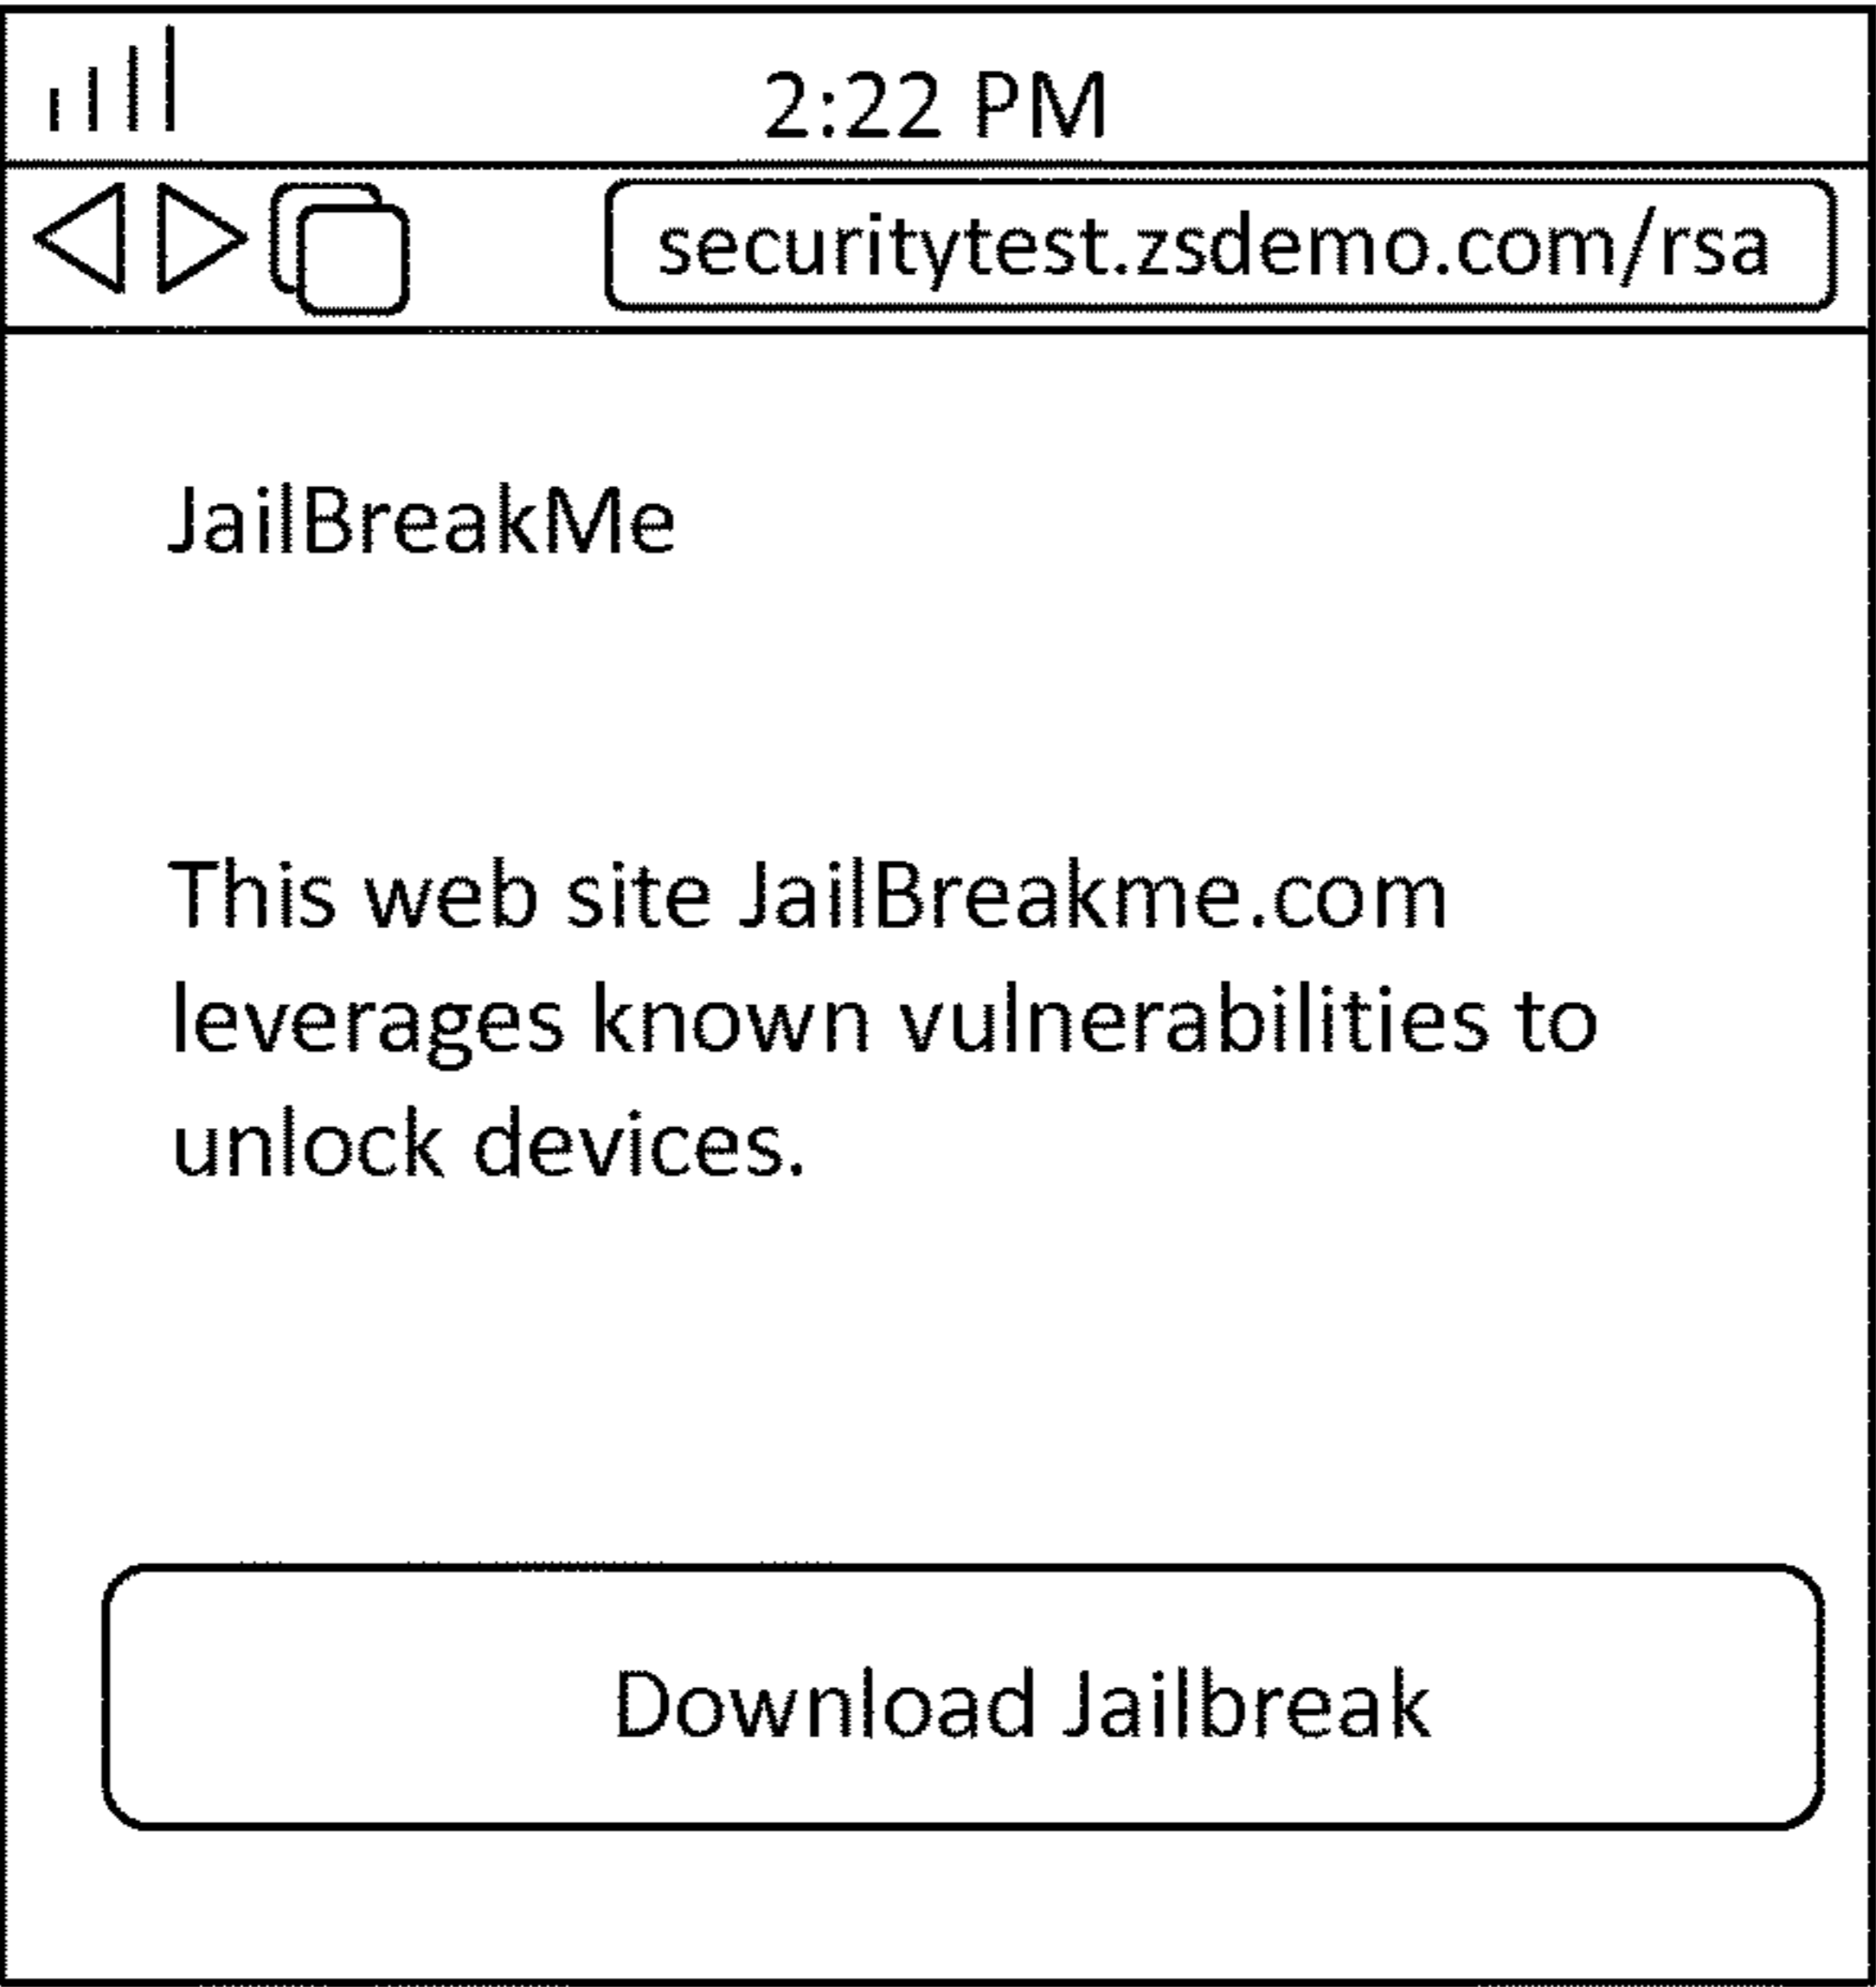 2:22 PM
securitytest.zsdemo.com/rsa
JailBreakMe
This web site JailBreakme.com
leverages known vulnerabilities to
unlock devices.
Download Jailbreak